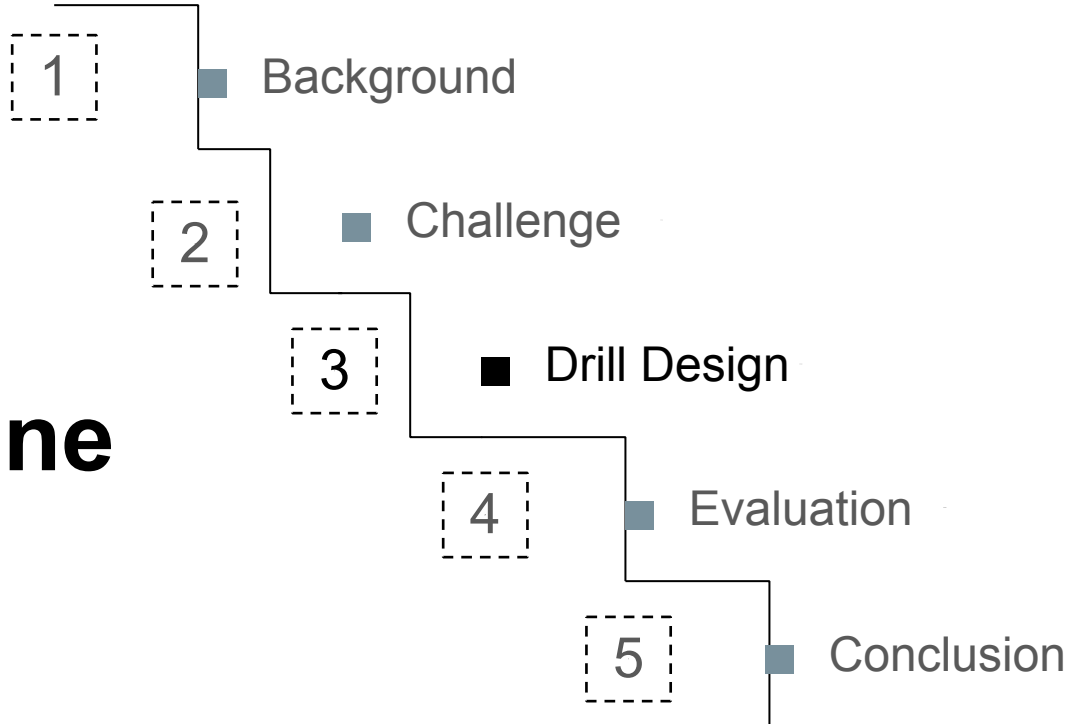 1
Background
2
Challenge
3
Drill Design
ne
4
Evaluation
5
Conclusion